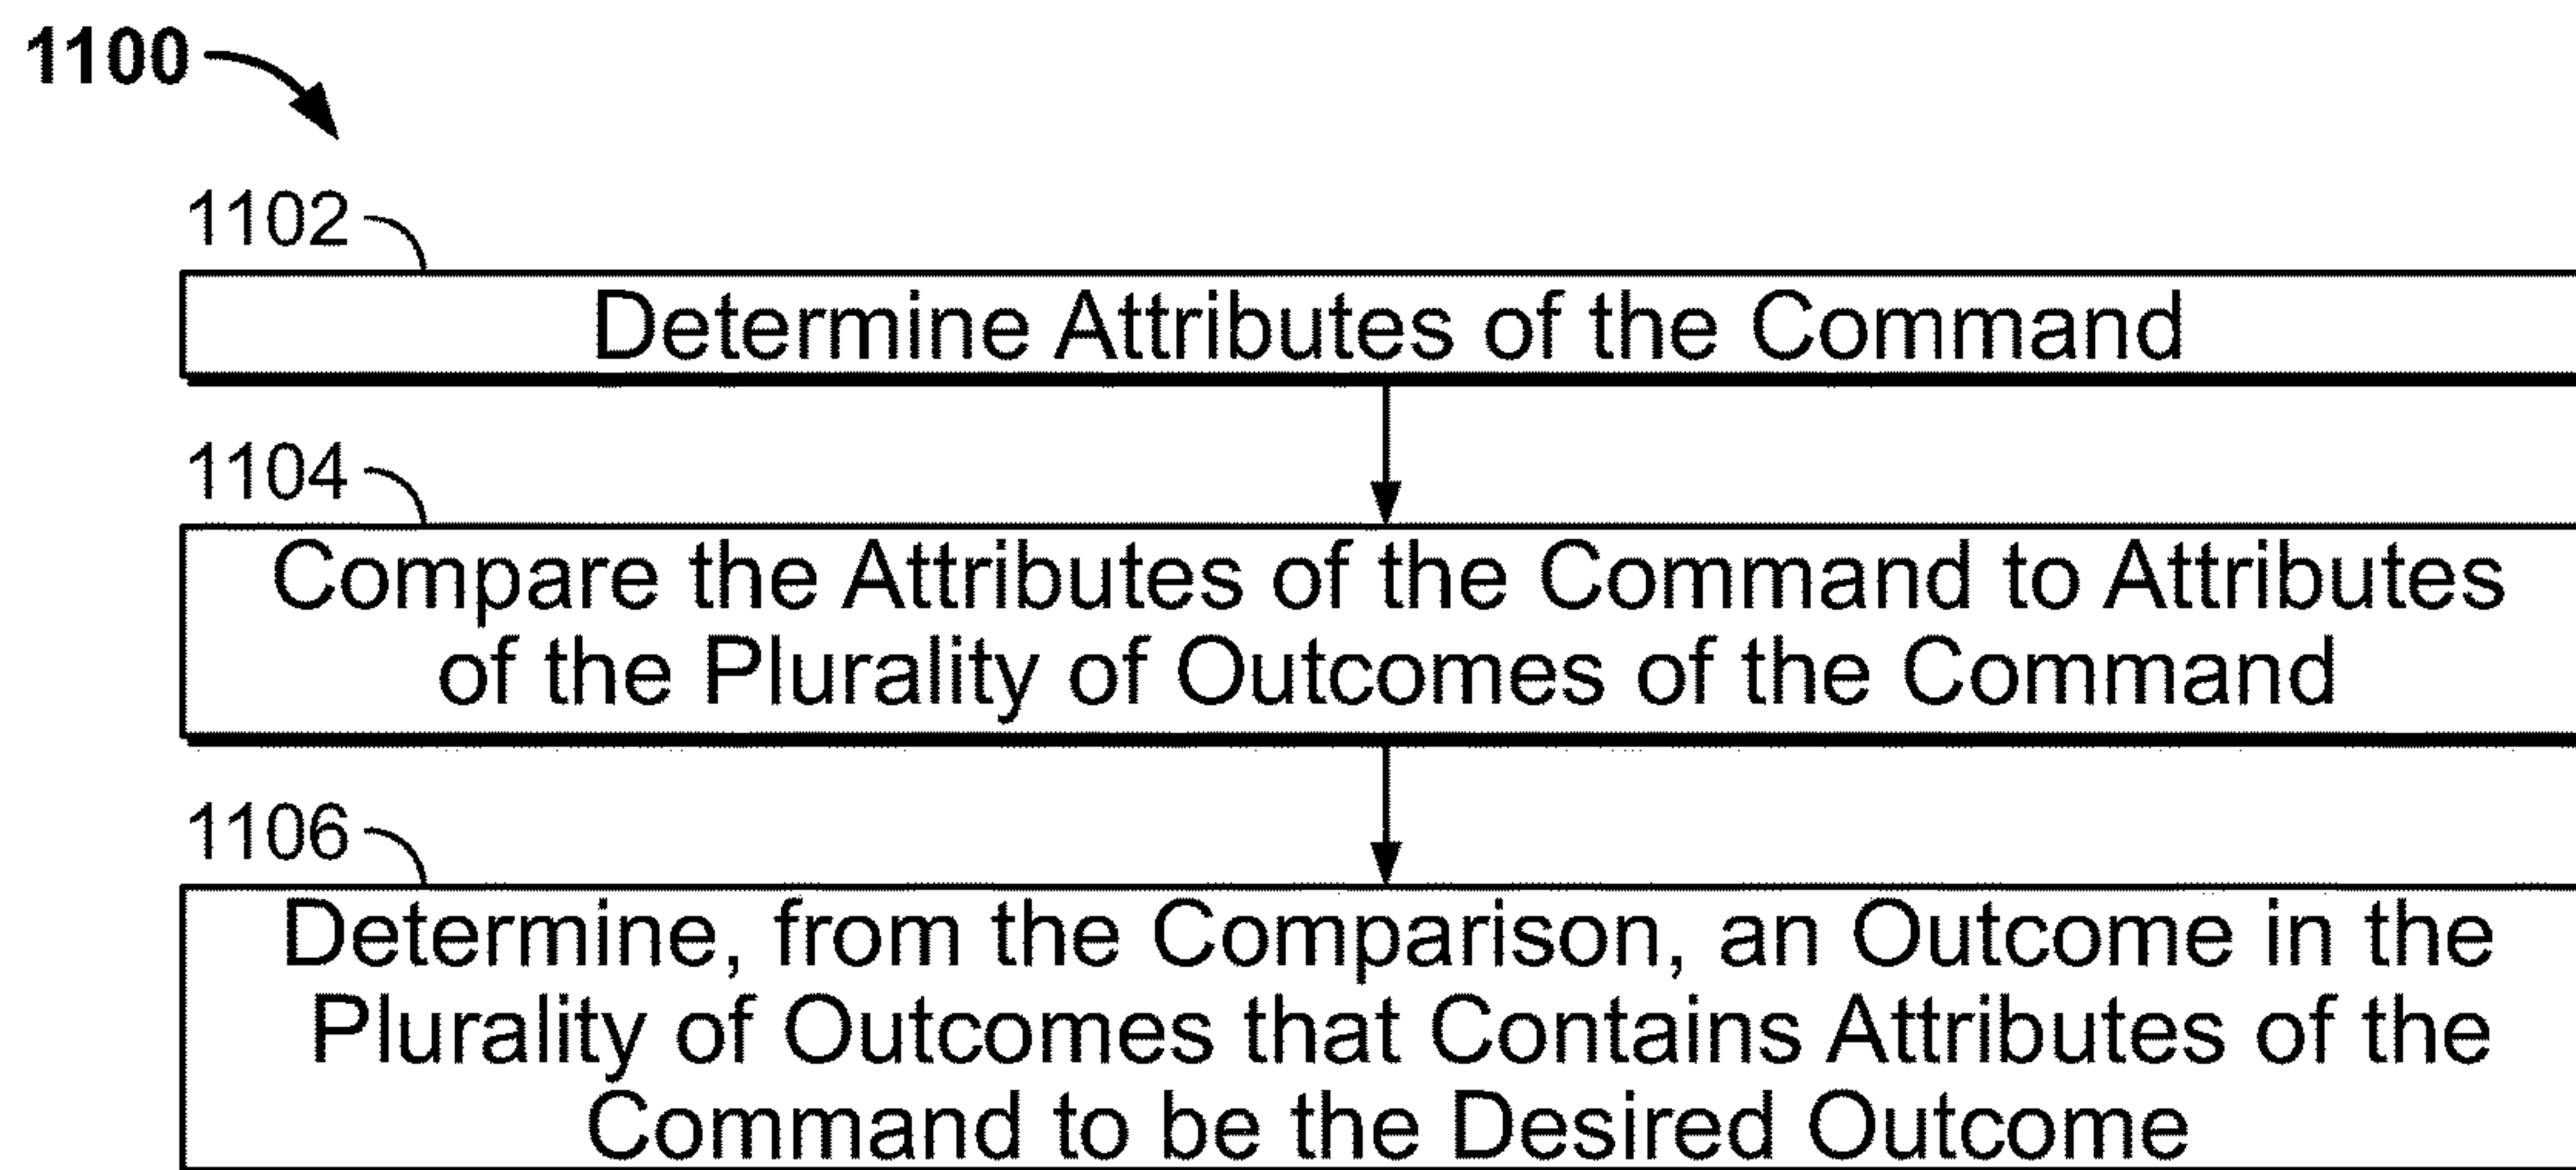 1100
1102
Determine Attributes of the Command
1104
Compare the Attributes of the Command to Attributes
of the Plurality of Outcomes of the Command
1106
Determine, from the Comparison, an Outcome in the
Plurality of Outcomes that Contains Attributes of the
Command to be the Desired Outcome